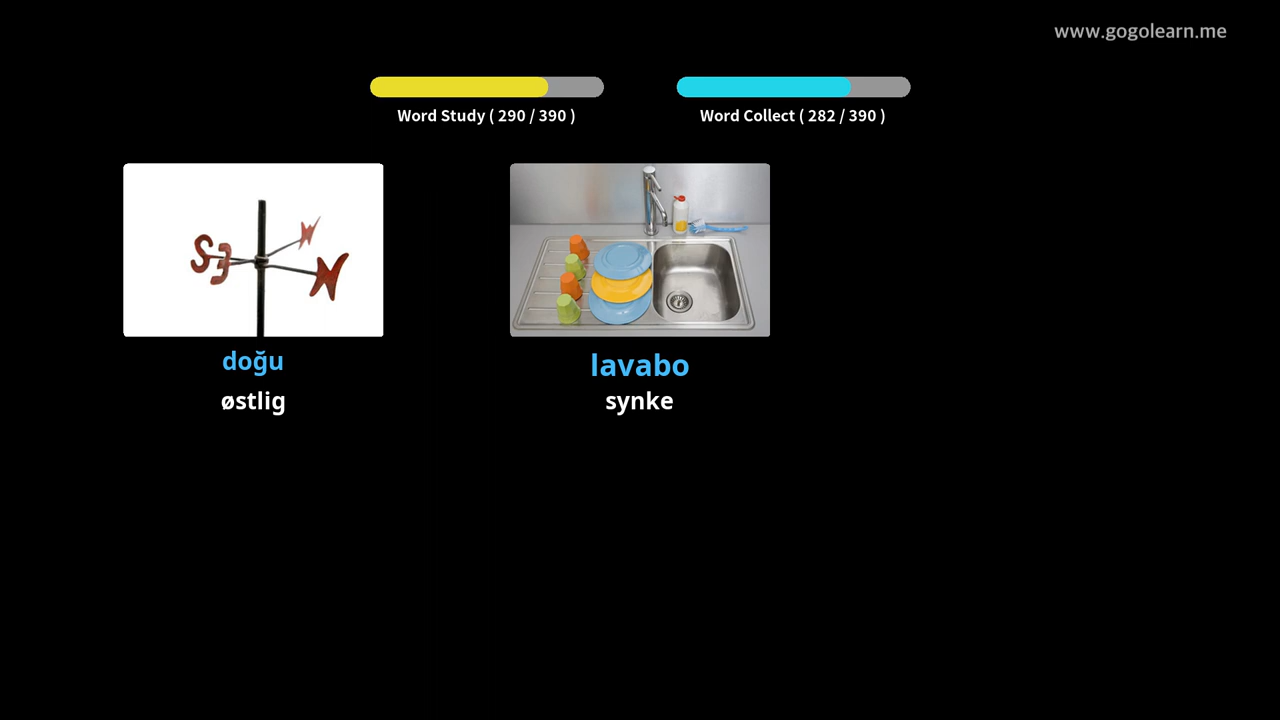 www.gogolearn.me
Word Study ( 290 / 390 )
Word Collect ( 282 / 390 )
S E N W
doğu
lavabo
østlig
synke